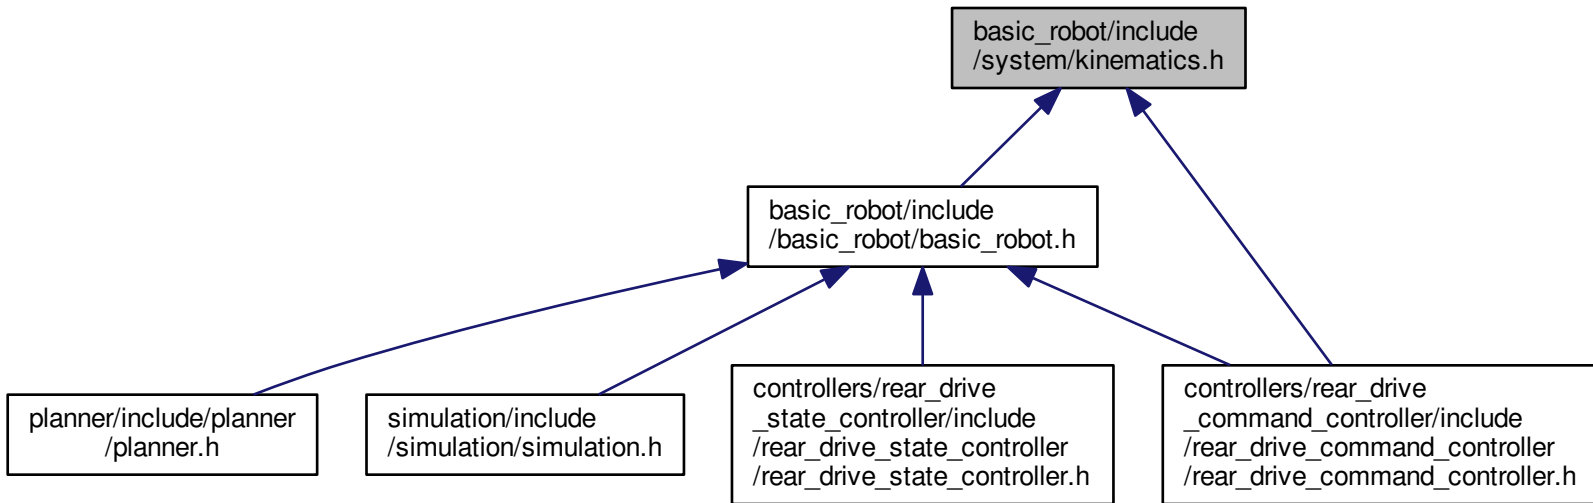 basic_robot/include
/system/kinematics.h
basic_robot/include
/basic_robot/basic_robot.h
planner/include/planner
/planner.h
simulation/include
/simulation/simulation.h
controllers/rear_drive
_state_controller/include
/rear_drive_state_controller
/rear_drive_state_controller.h
controllers/rear_drive
_command_controller/include
/rear_drive_command_controller
/rear_drive_command_controller.h